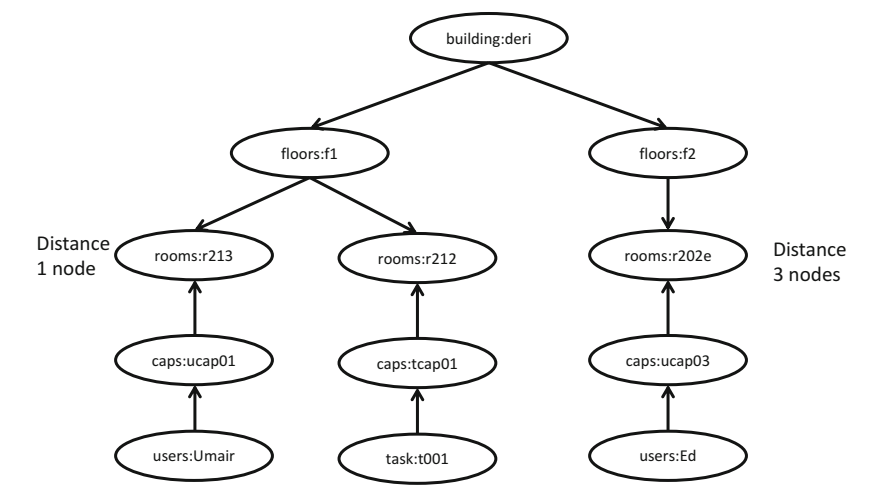 building:deri
floors:f1
floors:f2
Distance
1 node
rooms:r213
rooms:r212
rooms:r202e
Distance
3 nodes
caps:ucap01
caps:tcap01
caps:ucap03
users:Umair
task:t001
users:Ed